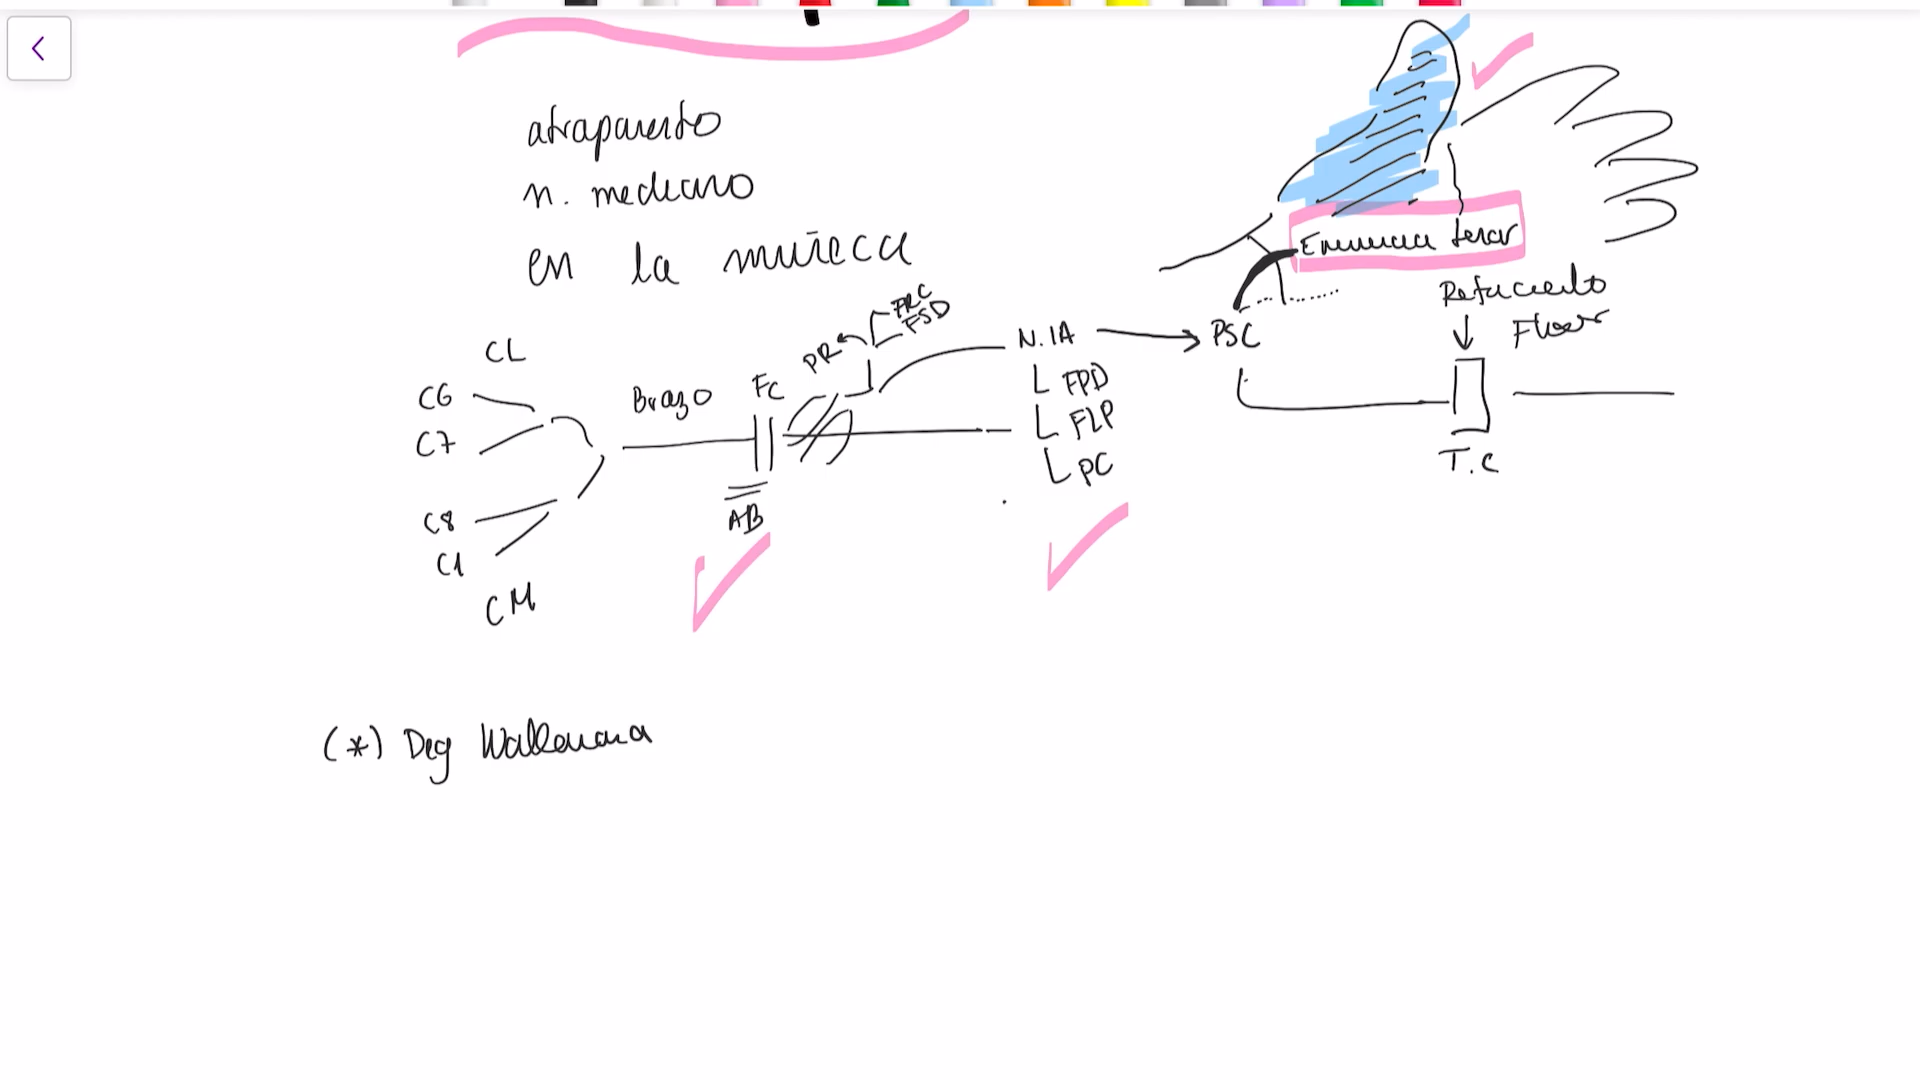 atrapamiento
n. mediano
en la muñeca
Eminencia tenar
Retinaculo
Flexor
FRC
FSD
PR
N. IA
PSC
CL
C6
C7
Brazo
FC
FPD
FLP
PC
T.C
C8
C1
AB
CM
(*) Deg Walleriana